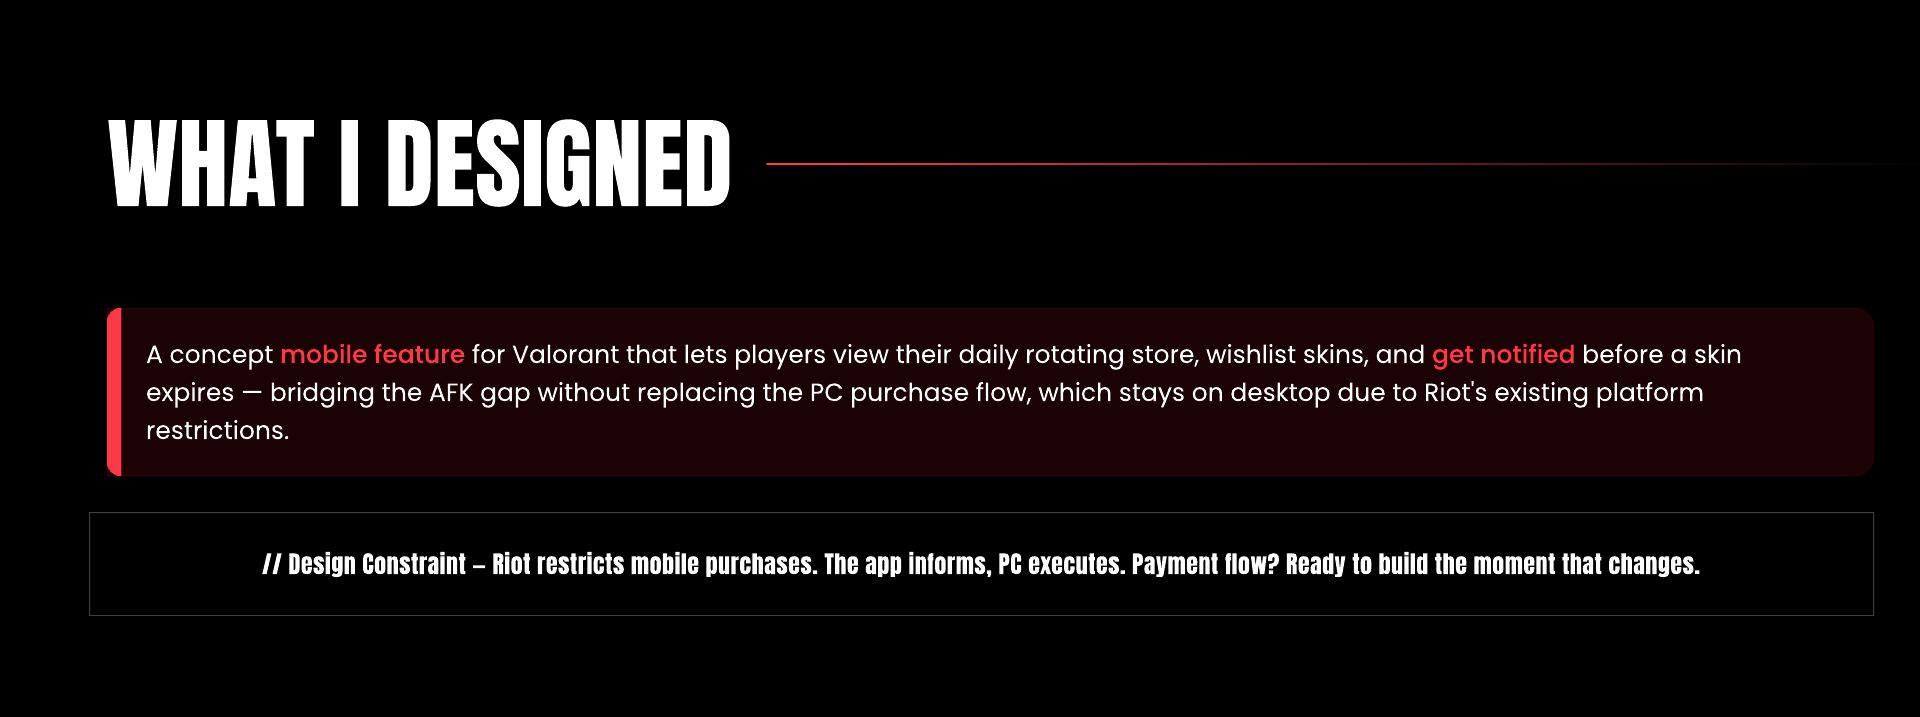 WHAT I DESIGNED
A concept mobile feature for Valorant that lets players view their daily rotating store, wishlist skins, and get notified before a skin
expires — bridging the AFK gap without replacing the PC purchase flow, which stays on desktop due to Riot's existing platform
restrictions.
// Design Constraint – Riot restricts mobile purchases. The app informs, PC executes. Payment flow? Ready to build the moment that changes.